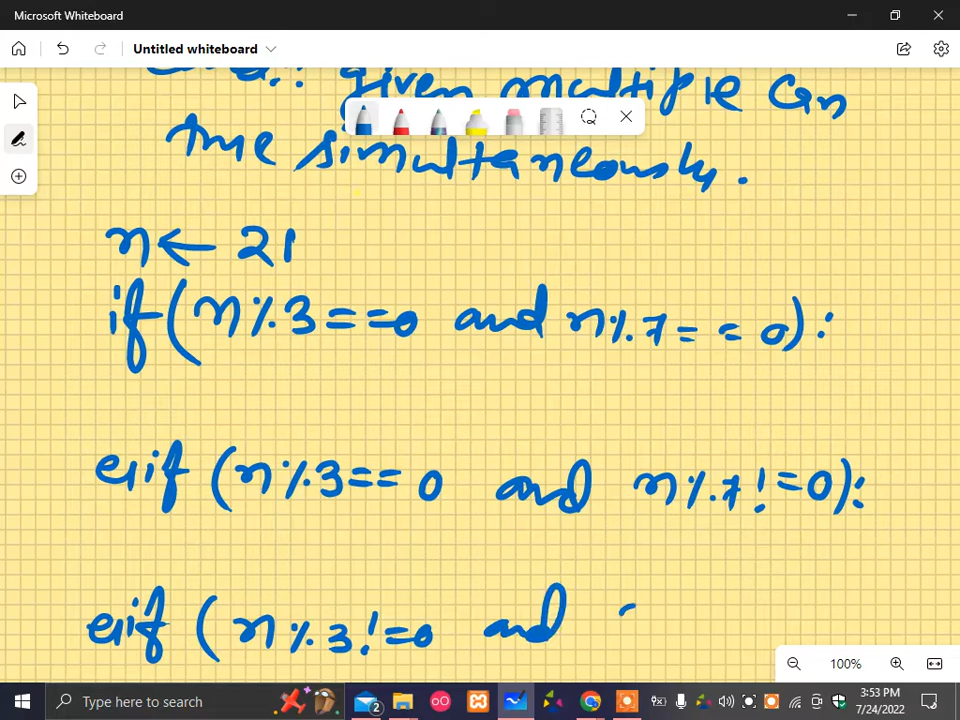 Microsoft Whiteboard
Untitled whiteboard
given multiple Can
true simultaneously.
n ← 21
if (n%3==0 and n%7==0):
elif (n%3==0 and n%7!=0):
elif (n%3!=0 and
100%
Type here to search
2
3:53 PM
7/24/2022